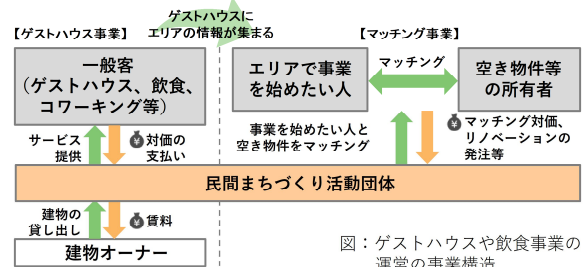 ゲストハウスに
エリアの情報が集まる
【ゲストハウス事業】
【マッチング事業】
一般客
（ゲストハウス、飲食、
コワーキング等）
エリアで事業
を始めたい人
マッチング
空き物件等
の所有者
サービス
提供
¥
対価の
支払い
事業を始めたい人と
空き物件をマッチング
¥
マッチング対価、
リノベーションの
発注等
民間まちづくり活動団体
建物の
貸し出し
¥
賃料
建物オーナー
図：ゲストハウスや飲食事業の
運営の事業構造